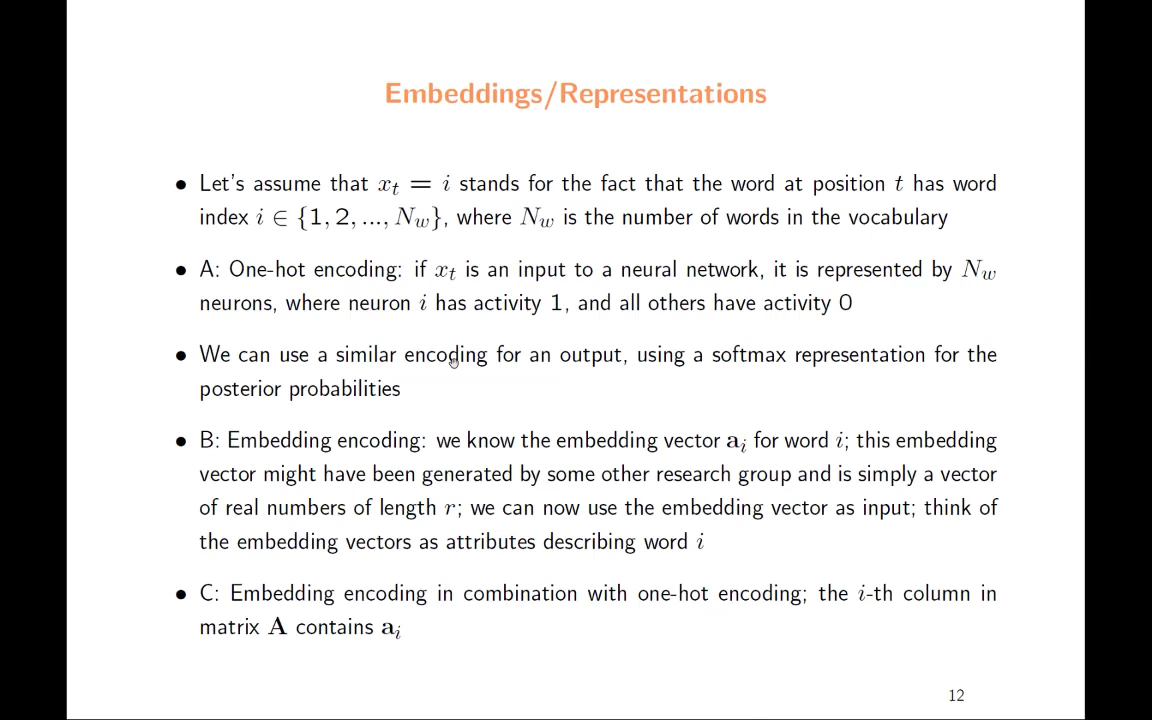 Embeddings/Representations
• Let's assume that x_t = i stands for the fact that the word at position t has word
index i ∈ {1, 2, ..., N_w}, where N_w is the number of words in the vocabulary
• A: One-hot encoding: if x_t is an input to a neural network, it is represented by N_w
neurons, where neuron i has activity 1, and all others have activity 0
• We can use a similar encoding for an output, using a softmax representation for the
posterior probabilities
• B: Embedding encoding: we know the embedding vector a_i for word i; this embedding
vector might have been generated by some other research group and is simply a vector
of real numbers of length r; we can now use the embedding vector as input; think of
the embedding vectors as attributes describing word i
• C: Embedding encoding in combination with one-hot encoding; the i-th column in
matrix A contains a_i
12